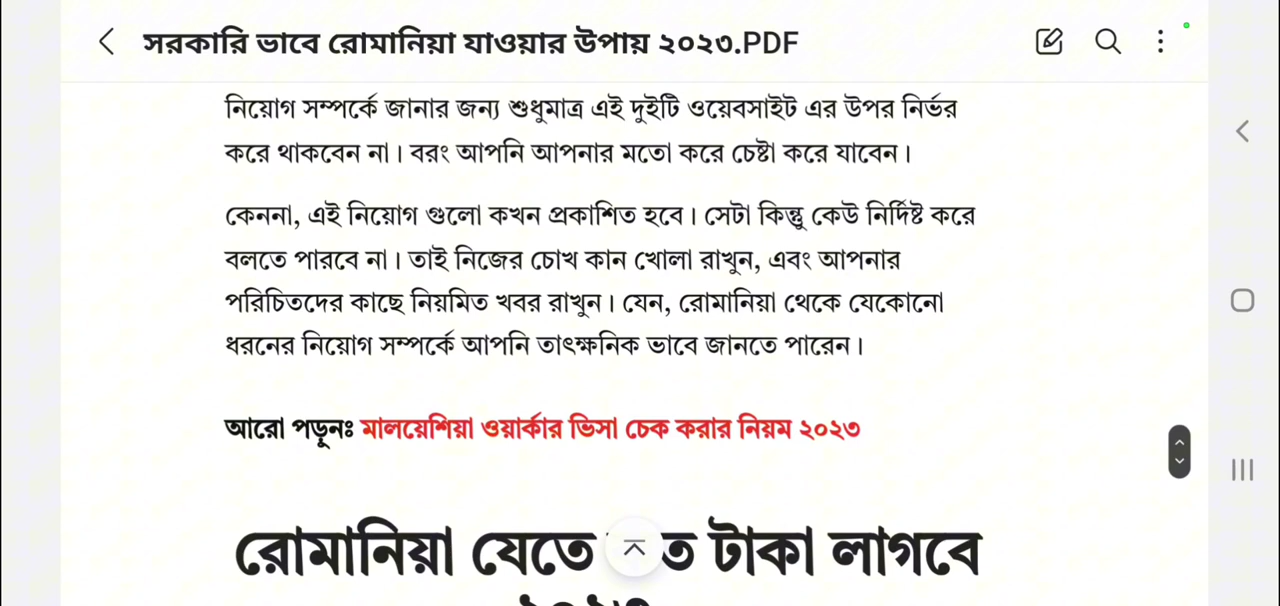 সরকারি ভাবে রোমানিয়া যাওয়ার উপায় ২০২৩.PDF
নিয়োগ সম্পর্কে জানার জন্য শুধুমাত্র এই দুইটি ওয়েবসাইট এর উপর নির্ভর
করে থাকবেন না। বরং আপনি আপনার মতো করে চেষ্টা করে যাবেন।
কেননা, এই নিয়োগ গুলো কখন প্রকাশিত হবে। সেটা কিন্তু কেউ নির্দিষ্ট করে
বলতে পারবে না। তাই নিজের চোখ কান খোলা রাখুন, এবং আপনার
পরিচিতদের কাছে নিয়মিত খবর রাখুন। যেন, রোমানিয়া থেকে যেকোনো
ধরনের নিয়োগ সম্পর্কে আপনি তাৎক্ষনিক ভাবে জানতে পারেন।
আরো পড়ূনঃ মালয়েশিয়া ওয়ার্কার ভিসা চেক করার নিয়ম ২০২৩
রোমানিয়া যেতে টাকা লাগবে